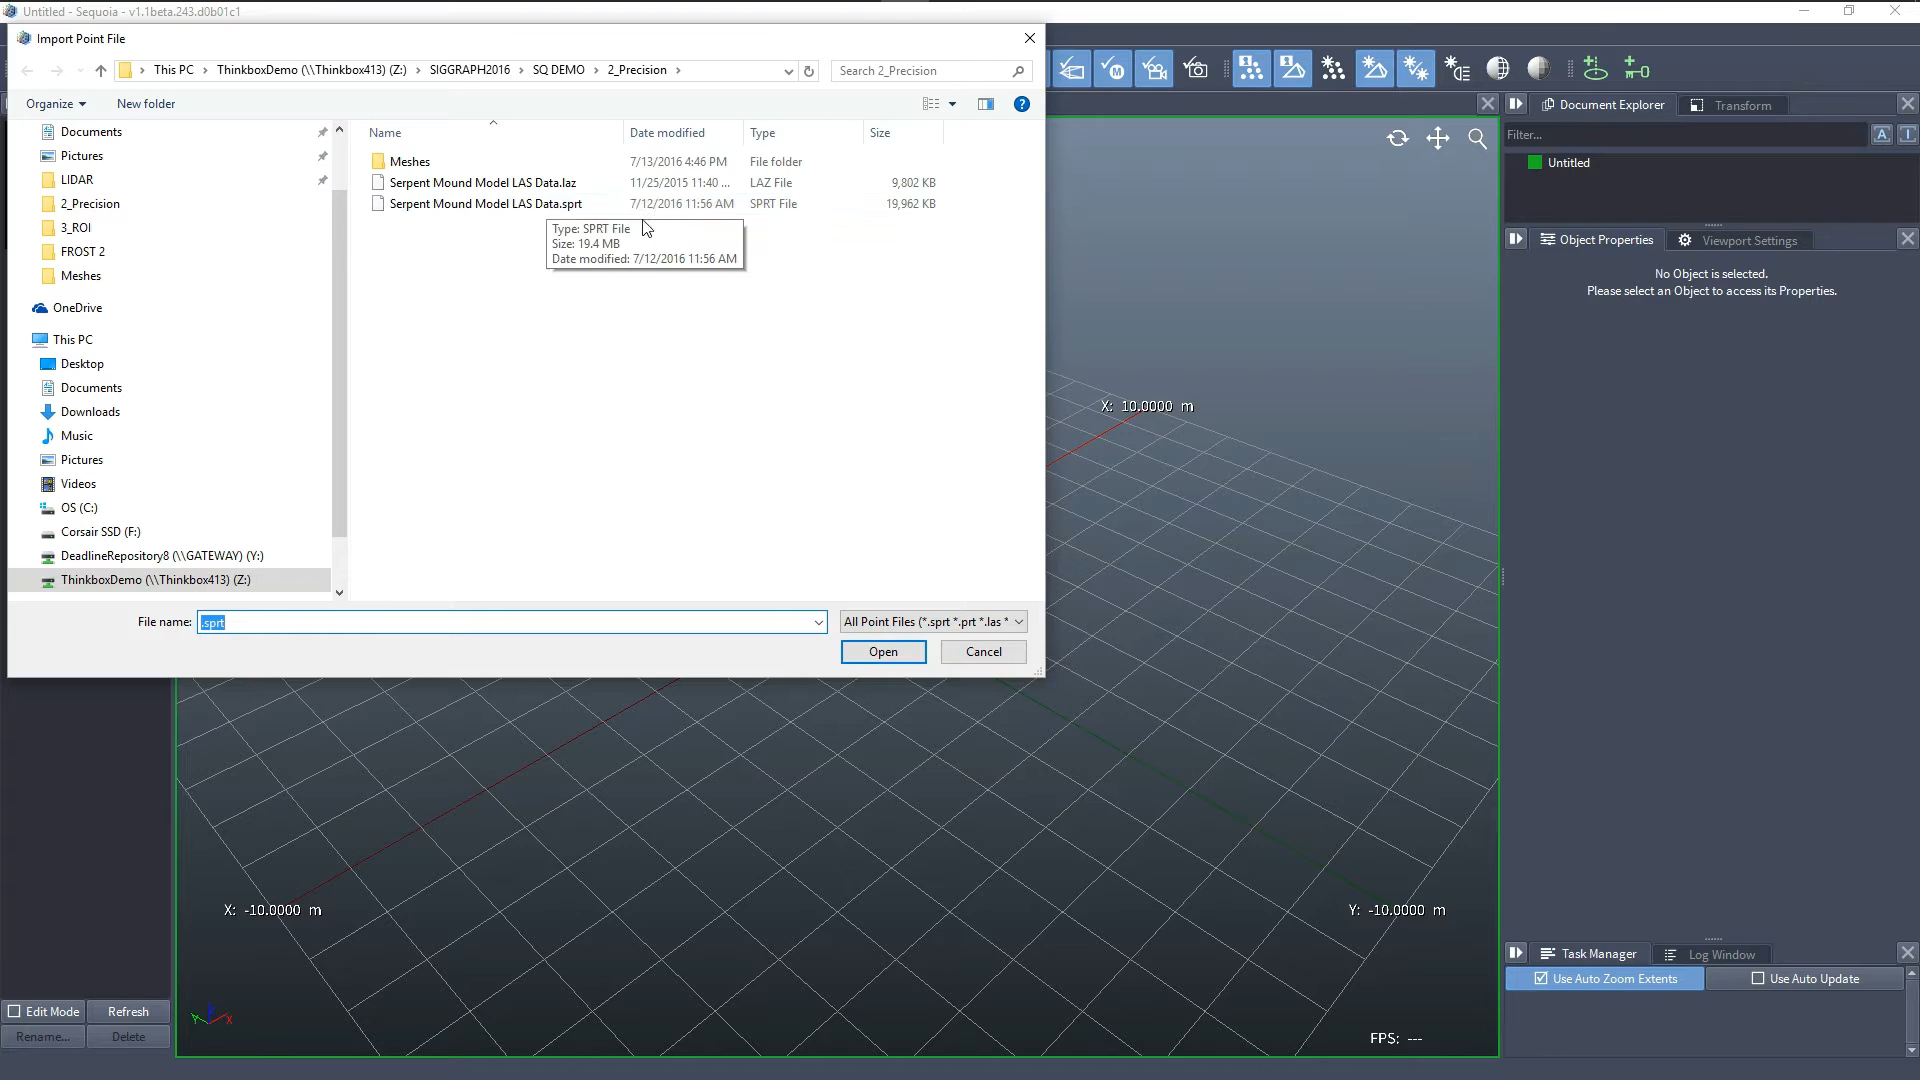 Untitled - Sequoia - v1.1beta.243.d0b01c1
Import Point File
This PC > ThinkboxDemo (\\Thinkbox413) (Z:) > SIGGRAPH2016 > SQ DEMO > 2_Precision >
Search 2_Precision
Organize
New folder
Documents
Pictures
LIDAR
2_Precision
3_ROI
FROST 2
Meshes
OneDrive
This PC
Desktop
Documents
Downloads
Music
Pictures
Videos
OS (C:)
Corsair SSD (F:)
DeadlineRepository8 (\\GATEWAY) (Y:)
ThinkboxDemo (\\Thinkbox413) (Z:)
Name Date modified Type Size
Meshes 7/13/2016 4:46 PM File folder
Serpent Mound Model LAS Data.laz 11/25/2015 11:40 ... LAZ File 9,802 KB
Serpent Mound Model LAS Data.sprt 7/12/2016 11:56 AM SPRT File 19,962 KB
Type: SPRT File
Size: 19.4 MB
Date modified: 7/12/2016 11:56 AM
File name: .sprt
All Point Files (*.sprt *.prt *.las *
Open
Cancel
X: 10.0000 m
X: -10.0000 m
Y: -10.0000 m
Y X
FPS: ---
Edit Mode
Refresh
Rename...
Delete
Document Explorer
Transform
Filter...
A
I
Untitled
Object Properties
Viewport Settings
No Object is selected.
Please select an Object to access its Properties.
Task Manager
Log Window
Use Auto Zoom Extents
Use Auto Update